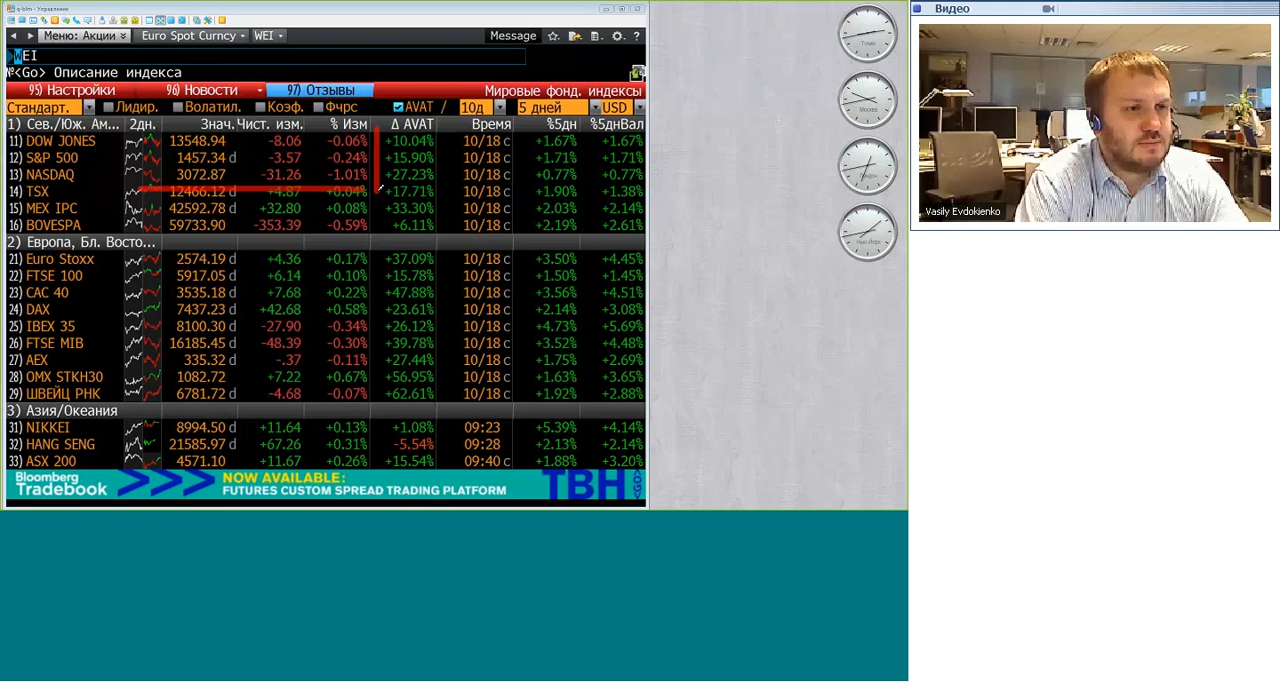 q-blm - Управление
Меню: Акции
Euro Spot Curncy
WEI
Message
?
WEI
№<Go> Описание индекса
95) Настройки
96) Новости
97) Отзывы
Мировые фонд. индексы
Стандарт.
Лидир.
Волатил.
Коэф.
Фчрс
AVAT /
10д
5 дней
USD
1) Сев./Юж. Ам... 2дн. Знач. Чист. изм. % Изм Δ AVAT Время %5дн %5днВал
11) DOW JONES 13548.94 -8.06 -0.06% +10.04% 10/18 c +1.67% +1.67%
12) S&P 500 1457.34 d -3.57 -0.24% +15.90% 10/18 c +1.71% +1.71%
13) NASDAQ 3072.87 -31.26 -1.01% +27.23% 10/18 c +0.77% +0.77%
14) TSX 12466.12 d +4.87 +0.04% +17.71% 10/18 c +1.90% +1.38%
15) MEX IPC 42592.78 d +32.80 +0.08% +33.30% 10/18 c +2.03% +2.14%
16) BOVESPA 59733.90 -353.39 -0.59% +6.11% 10/18 c +2.19% +2.61%
2) Европа, Бл. Восто...
21) Euro Stoxx 2574.19 d +4.36 +0.17% +37.09% 10/18 c +3.50% +4.45%
22) FTSE 100 5917.05 d +6.14 +0.10% +15.78% 10/18 c +1.50% +1.45%
23) CAC 40 3535.18 d +7.68 +0.22% +47.88% 10/18 c +3.56% +4.51%
24) DAX 7437.23 d +42.68 +0.58% +23.61% 10/18 c +2.14% +3.08%
25) IBEX 35 8100.30 d -27.90 -0.34% +26.12% 10/18 c +4.73% +5.69%
26) FTSE MIB 16185.45 d -48.39 -0.30% +39.78% 10/18 c +3.52% +4.48%
27) AEX 335.32 d -.37 -0.11% +27.44% 10/18 c +1.75% +2.69%
28) OMX STKH30 1082.72 +7.22 +0.67% +56.95% 10/18 c +1.63% +3.65%
29) ШВЕЙЦ РНК 6781.72 d -4.68 -0.07% +62.61% 10/18 c +1.92% +2.88%
3) Азия/Океания
31) NIKKEI 8994.50 d +11.64 +0.13% +1.08% 09:23 +5.39% +4.14%
32) HANG SENG 21585.97 d +67.26 +0.31% -5.54% 09:28 +2.13% +2.14%
33) ASX 200 4571.10 +11.67 +0.26% +15.54% 09:40 c +1.88% +3.20%
Bloomberg
Tradebook
NOW AVAILABLE:
FUTURES CUSTOM SPREAD TRADING PLATFORM
TBH
<GO>
Токио
Москва
Лондон
Нью-Йорк
Видео
Vasily Evdokienko